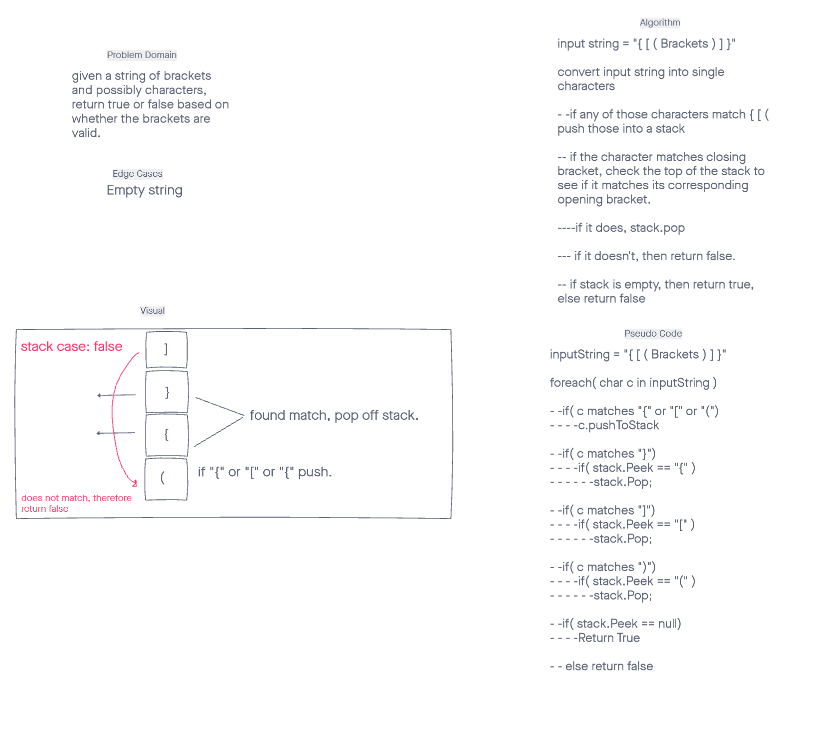 Problem Domain
given a string of brackets
and possibly characters,
return true or false based on
whether the brackets are
valid.
Edge Cases
Empty string
Visual
stack case: false
]
}
{
(
found match, pop off stack.
if "{" or "[" or "{" push.
does not match, therefore
return false
Algorithm
input string = "{ [ ( Brackets ) ] }"
convert input string into single
characters
- -if any of those characters match { [ (
push those into a stack
-- if the character matches closing
bracket, check the top of the stack to
see if it matches its corresponding
opening bracket.
----if it does, stack.pop
--- if it doesn't, then return false.
-- if stack is empty, then return true,
else return false
Pseudo Code
inputString = "{ [ ( Brackets ) ] }"
foreach( char c in inputString )
- -if( c matches "{" or "[" or "(")
- - - -c.pushToStack
- -if( c matches "}")
- - - -if( stack.Peek == "{" )
- - - - - -stack.Pop;
- -if( c matches "]")
- - - -if( stack.Peek == "[" )
- - - - - -stack.Pop;
- -if( c matches ")")
- - - -if( stack.Peek == "(" )
- - - - - -stack.Pop;
- -if( stack.Peek == null)
- - - -Return True
- - else return false